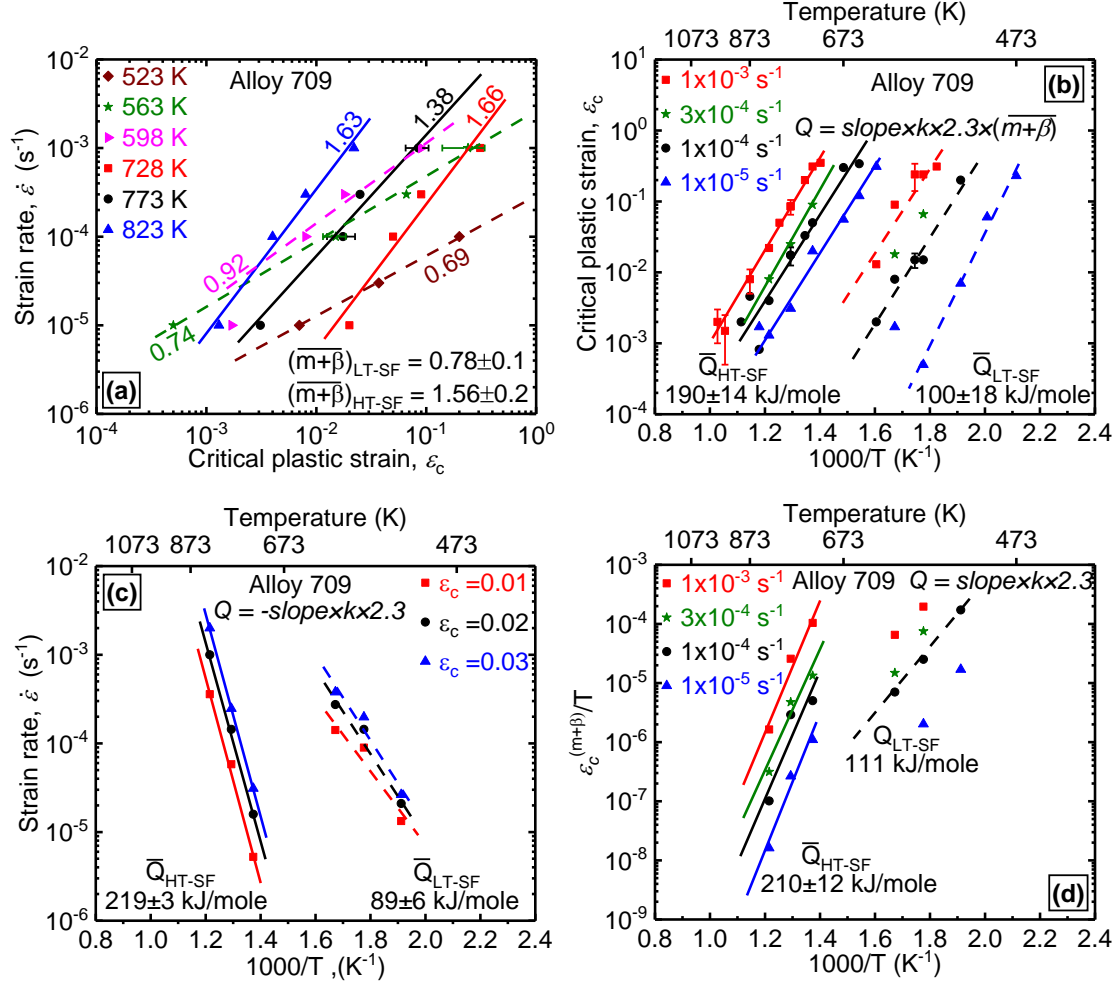 Alloy 709
523 K
563 K
598 K
728 K
773 K
823 K
1.63
1.38
1.66
0.92
0.74
0.69
(m+β)LT-SF = 0.78±0.1
(m+β)HT-SF = 1.56±0.2
(a)
10⁻² 10⁻³ 10⁻⁴ 10⁻⁵ 10⁻⁶
10⁻⁴ 10⁻³ 10⁻² 10⁻¹ 10⁰
Strain rate, ε̇ (s⁻¹)
Critical plastic strain, εc
Temperature (K)
1073 873 673 473
1x10⁻³ s⁻¹
3x10⁻⁴ s⁻¹
1x10⁻⁴ s⁻¹
1x10⁻⁵ s⁻¹
Alloy 709
(b)
Q = slope×k×2.3×(m+β)
Q̅HT-SF
190±14 kJ/mole
Q̅LT-SF
100±18 kJ/mole
10¹ 10⁰ 10⁻¹ 10⁻² 10⁻³ 10⁻⁴
0.8 1.0 1.2 1.4 1.6 1.8 2.0 2.2 2.4
Critical plastic strain, εc
1000/T (K⁻¹)
Temperature (K)
1073 873 673 473
(c)
Alloy 709
Q = -slope×k×2.3
εc =0.01
εc =0.02
εc =0.03
Q̅HT-SF
219±3 kJ/mole
Q̅LT-SF
89±6 kJ/mole
10⁻² 10⁻³ 10⁻⁴ 10⁻⁵ 10⁻⁶
0.8 1.0 1.2 1.4 1.6 1.8 2.0 2.2 2.4
Strain rate, ε̇ (s⁻¹)
1000/T ,(K⁻¹)
Temperature (K)
1073 873 673 473
1x10⁻³ s⁻¹
3x10⁻⁴ s⁻¹
1x10⁻⁴ s⁻¹
1x10⁻⁵ s⁻¹
Alloy 709
Q = slope×k×2.3
QLT-SF
111 kJ/mole
Q̅HT-SF
210±12 kJ/mole
(d)
10⁻³ 10⁻⁴ 10⁻⁵ 10⁻⁶ 10⁻⁷ 10⁻⁸ 10⁻⁹
0.8 1.0 1.2 1.4 1.6 1.8 2.0 2.2 2.4
εc^(m+β)/T
1000/T (K⁻¹)